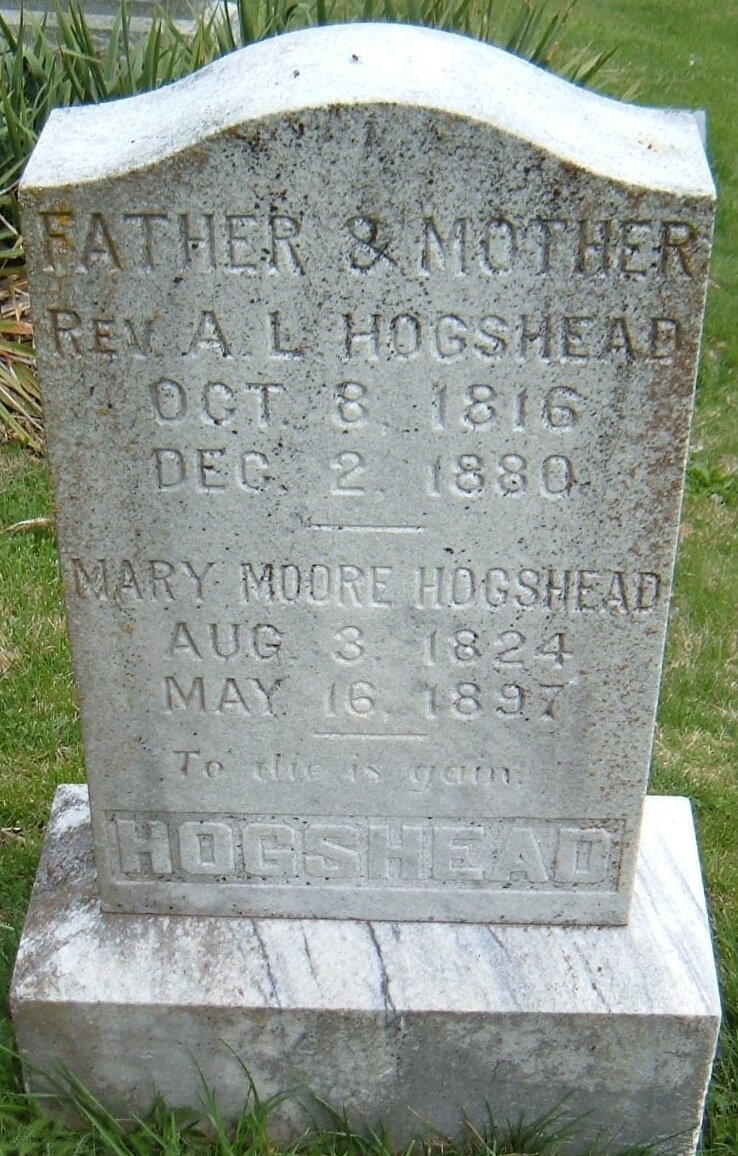 FATHER & MOTHER
REV. A. L. HOGSHEAD
OCT. 8, 1816
DEC. 2, 1880
MARY MOORE HOGSHEAD
AUG. 3, 1824
MAY 16, 1897
To die is gain.
HOGSHEAD